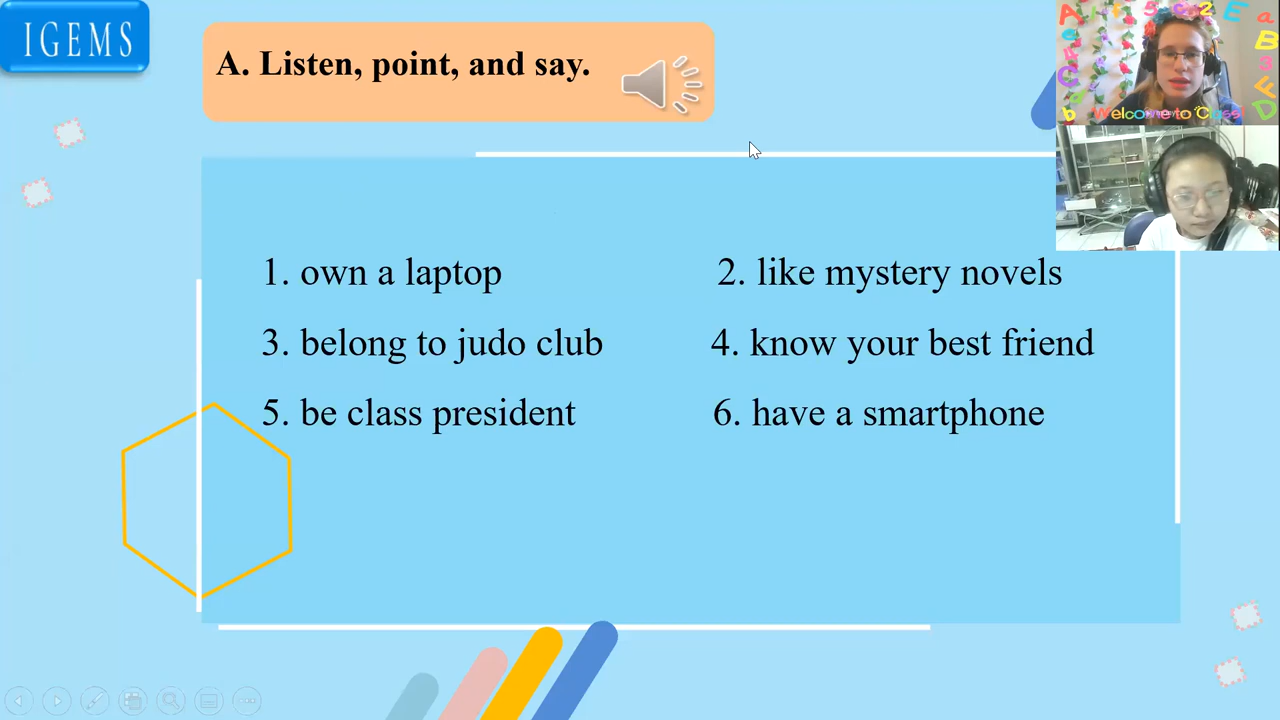 IGEMS
A. Listen, point, and say.
Welcome to Class!
1. own a laptop
2. like mystery novels
3. belong to judo club
4. know your best friend
5. be class president
6. have a smartphone